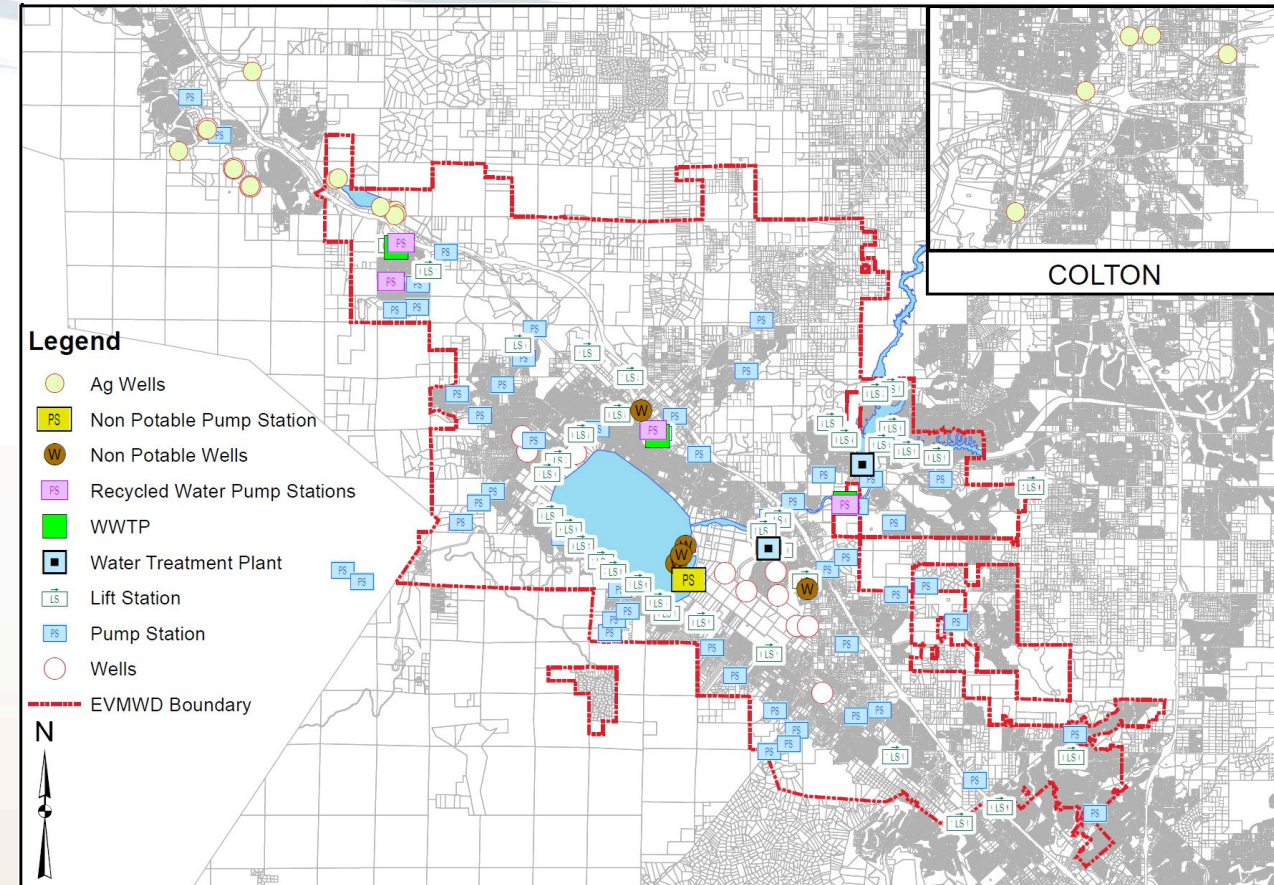 COLTON
Legend
Ag Wells
PS Non Potable Pump Station
W Non Potable Wells
PS Recycled Water Pump Stations
WWTP
Water Treatment Plant
LS Lift Station
PS Pump Station
Wells
EVMWD Boundary
N